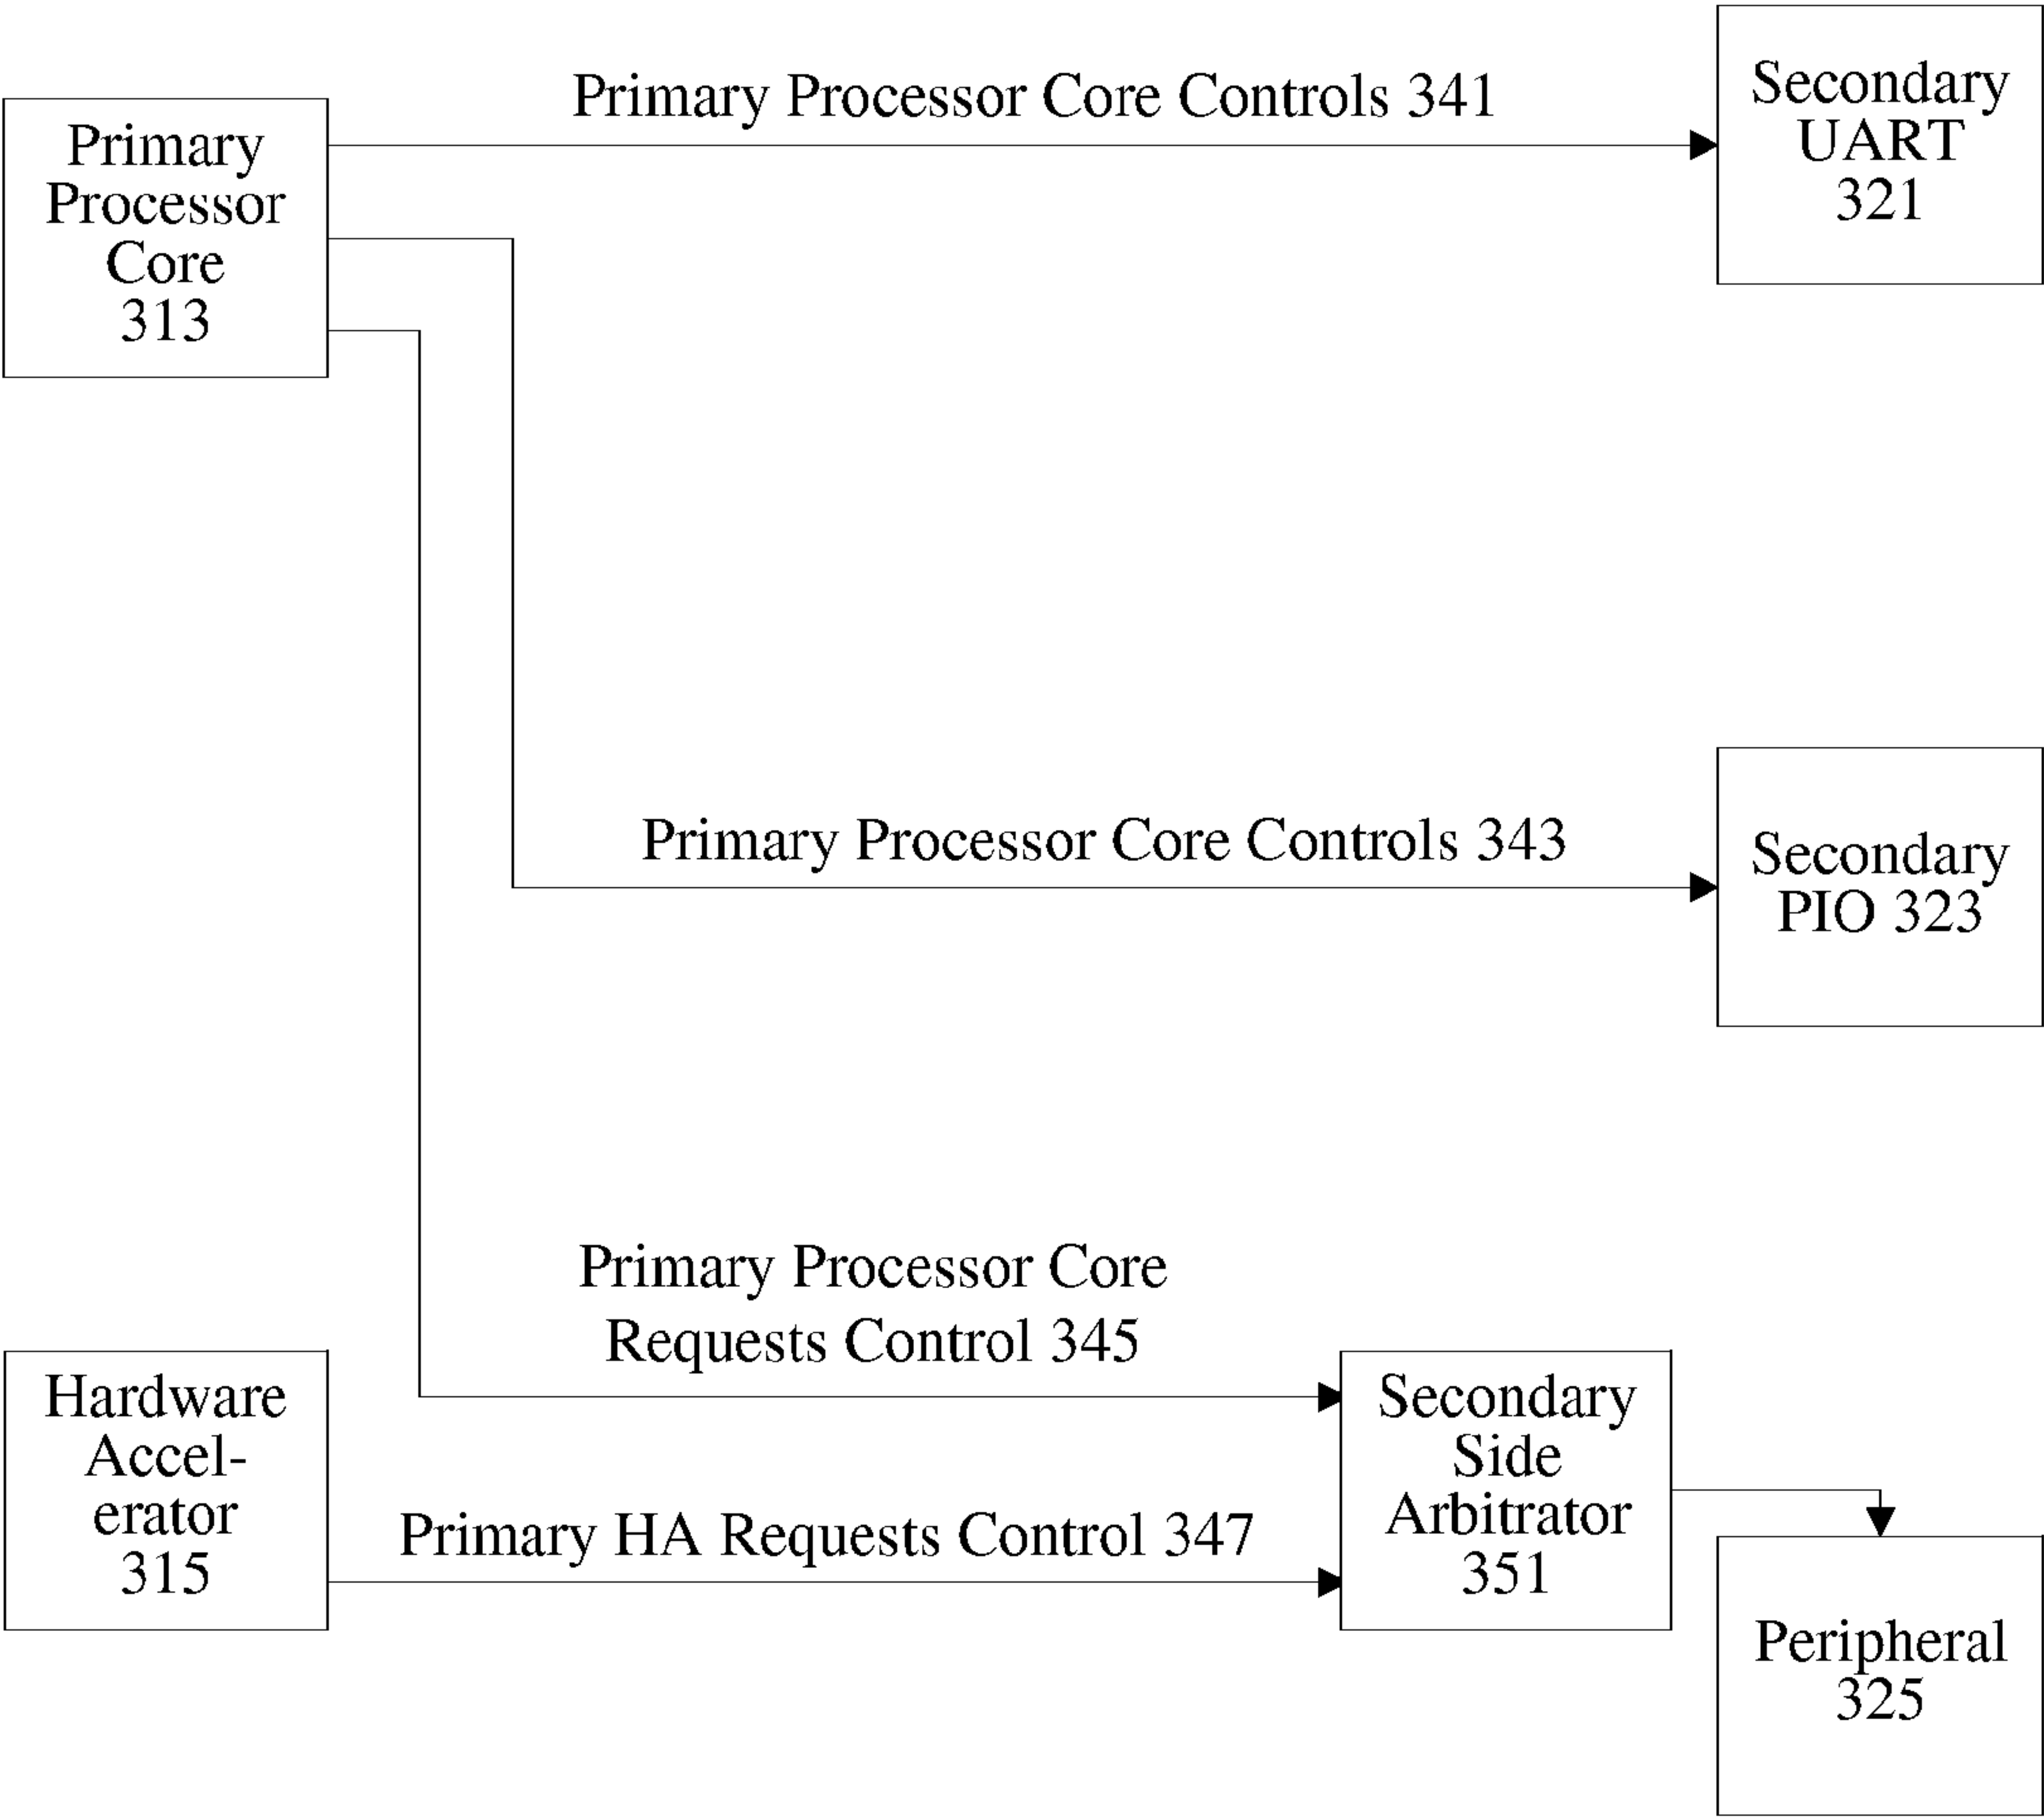 Primary Processor Core Controls 341
Secondary
UART
321
Primary
Processor
Core
313
Primary Processor Core Controls 343
Secondary
PIO 323
Primary Processor Core
Requests Control 345
Hardware
Accel-
erator
315
Primary HA Requests Control 347
Secondary
Side
Arbitrator
351
Peripheral
325